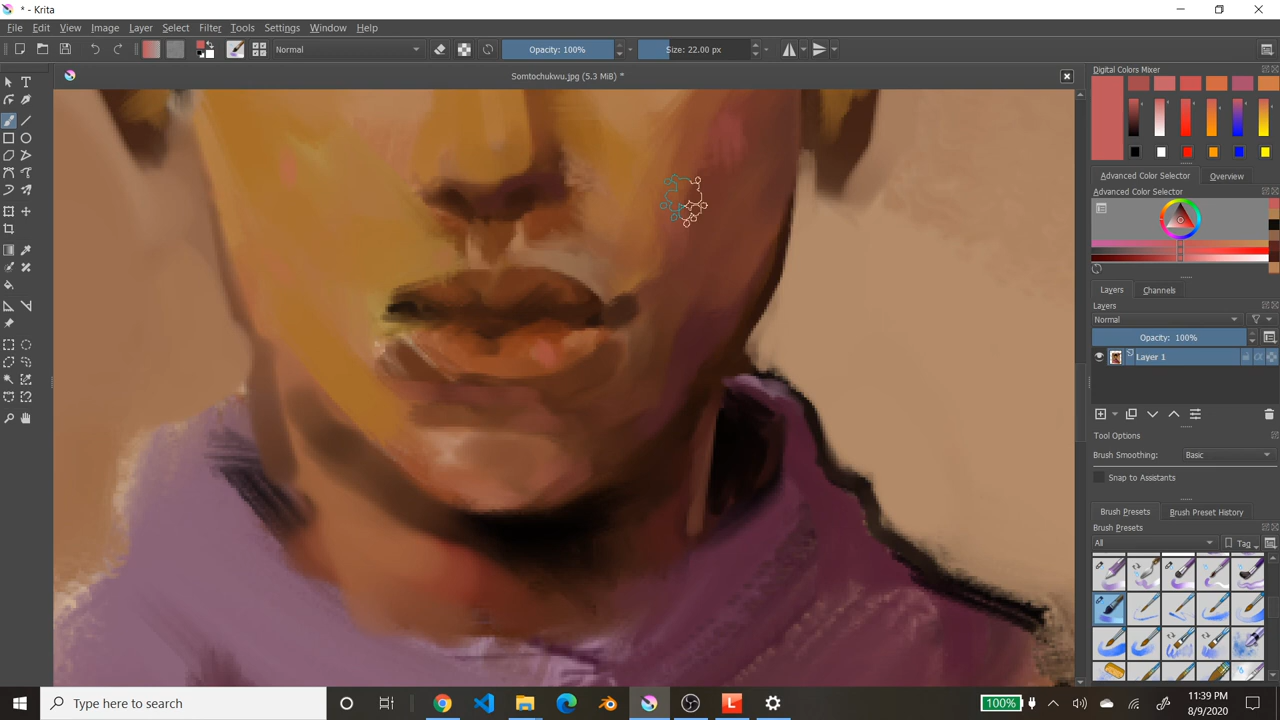 * - Krita
File Edit View Image Layer Select Filter Tools Settings Window Help
Normal
Opacity: 100%
Size: 22.00 px
Somtochukwu.jpg (5.3 MiB) *
Digital Colors Mixer
Advanced Color Selector Overview
Advanced Color Selector
Layers Channels
Layers
Normal
Opacity: 100%
Layer 1
Tool Options
Brush Smoothing: Basic
Snap to Assistants
Brush Presets Brush Preset History
Brush Presets
All Tag
Type here to search
100%
11:39 PM
8/9/2020